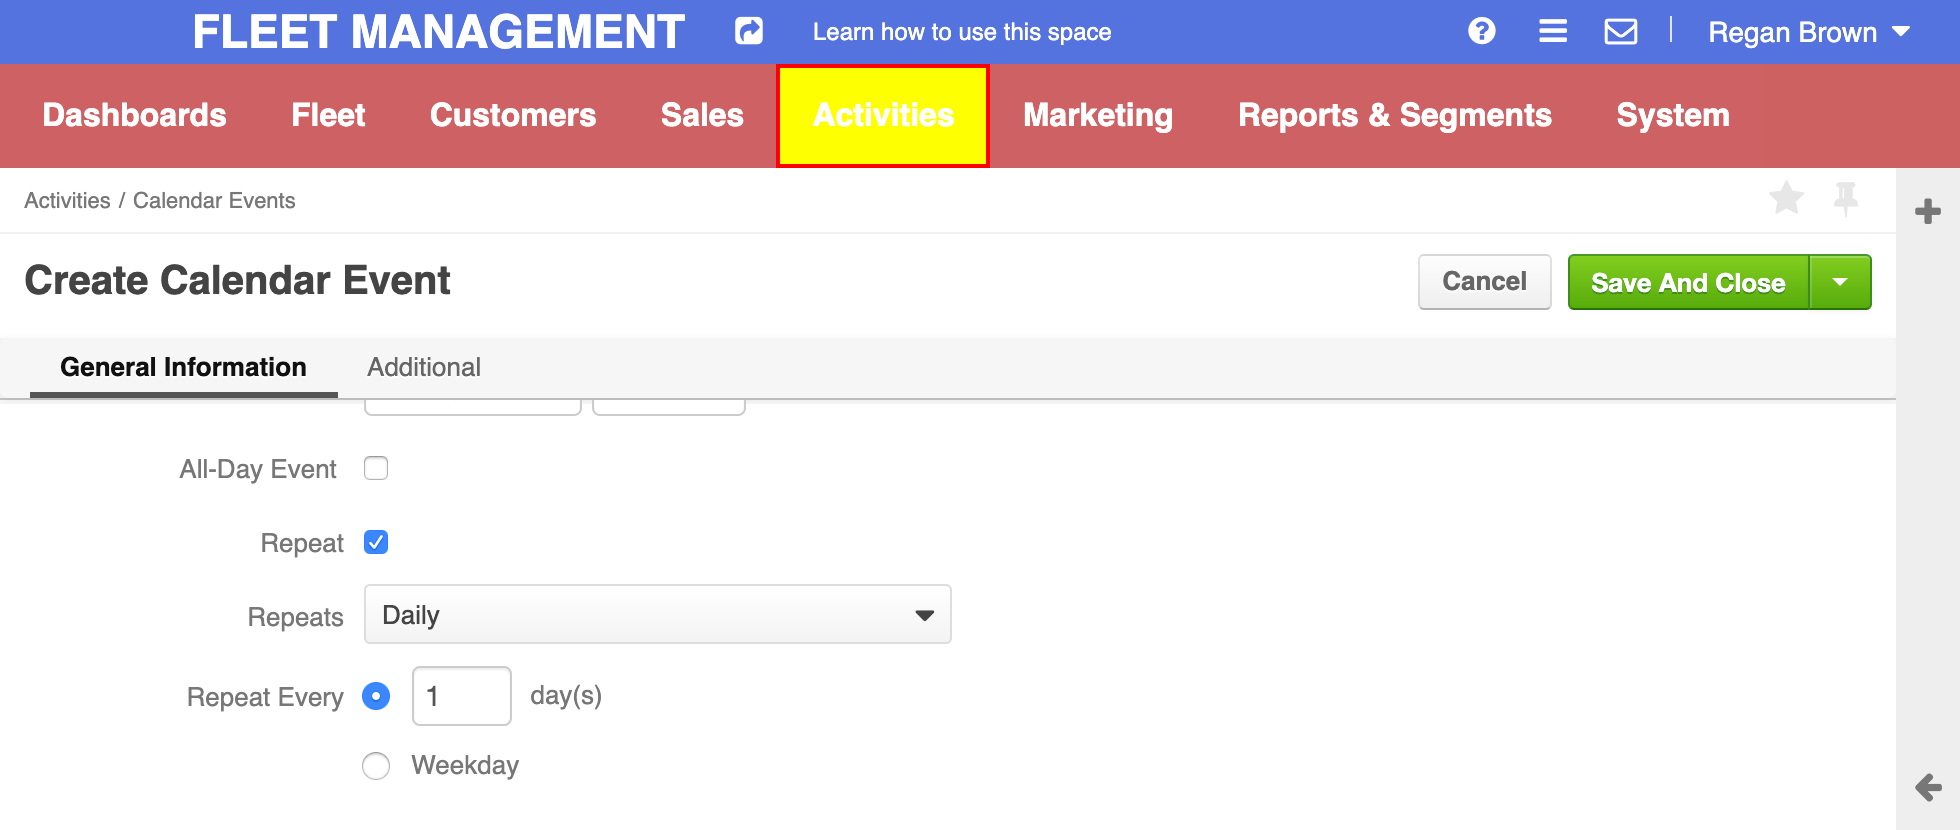 FLEET MANAGEMENT
Learn how to use this space
Regan Brown
Dashboards Fleet Customers Sales Activities Marketing Reports & Segments System
Activities / Calendar Events
Create Calendar Event
Cancel
Save And Close
General Information Additional
All-Day Event
Repeat
Repeats Daily
Repeat Every 1 day(s)
Weekday